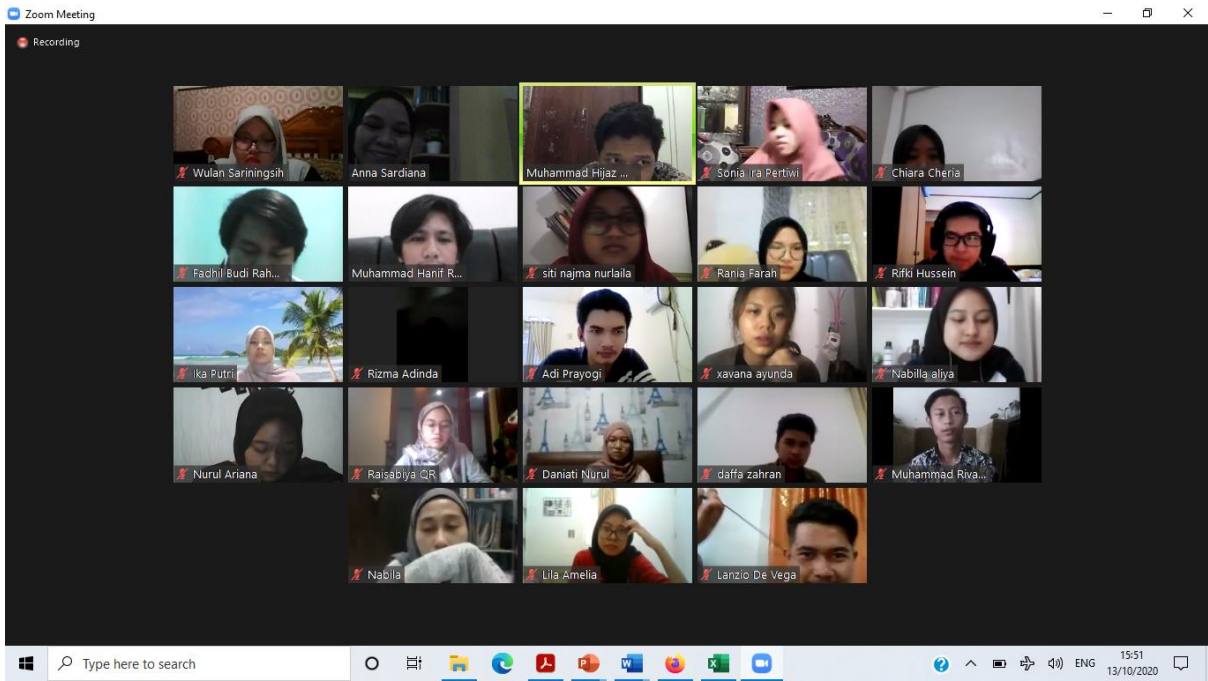 Zoom Meeting
Recording
Wulan Sariningsih
Anna Sardiana
Muhammad Hijaz ...
Sonia Ira Pertiwi
Chiara Cheria
Fadhil Budi Rah...
Muhammad Hanif R...
siti najma nurlaila
Rania Farah
Rifki Hussein
Ika Putri
Rizma Adinda
Adi Prayogi
xavana ayunda
Nabilla aliya
Nurul Ariana
Raisabiya QR
Daniati Nurul
daffa zahran
Muhammad Riva...
Nabila
Lila Amelia
Lanzio De Vega
Type here to search
ENG
15:51
13/10/2020